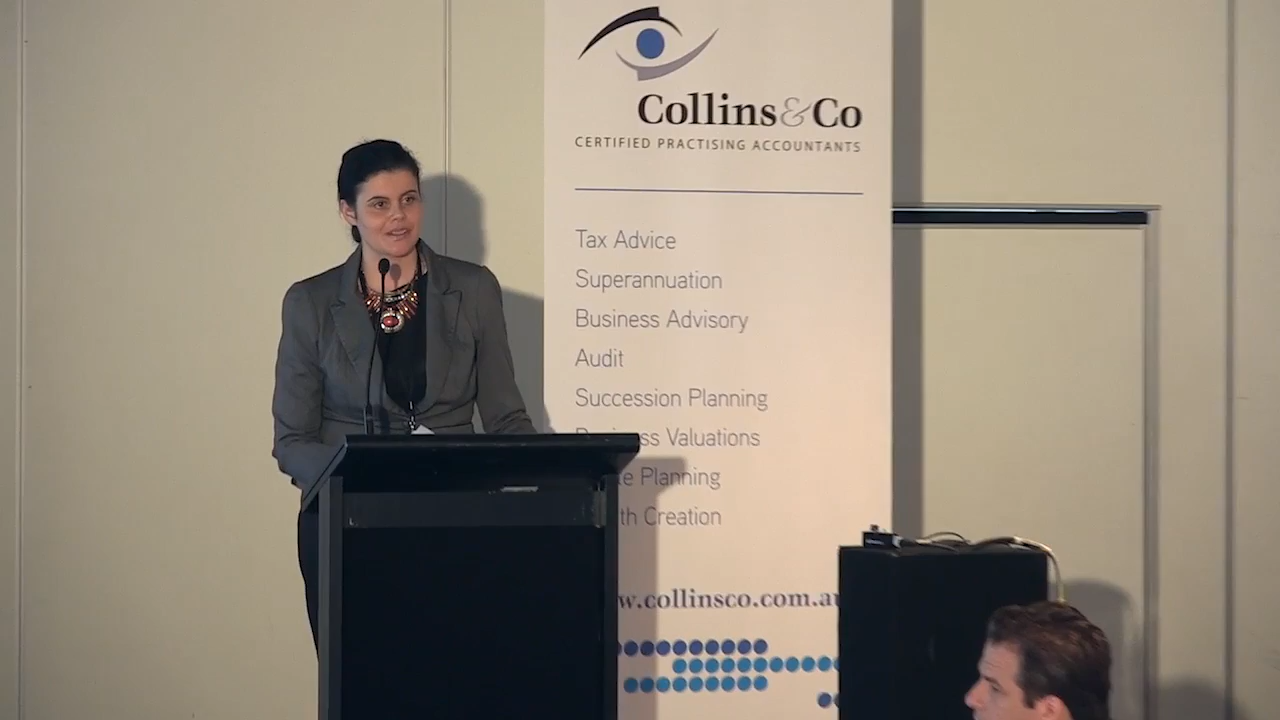 Collins&Co
CERTIFIED PRACTISING ACCOUNTANTS
Tax Advice
Superannuation
Business Advisory
Audit
Succession Planning
Valuations
Planning
Creation
w.collinsco.com.au